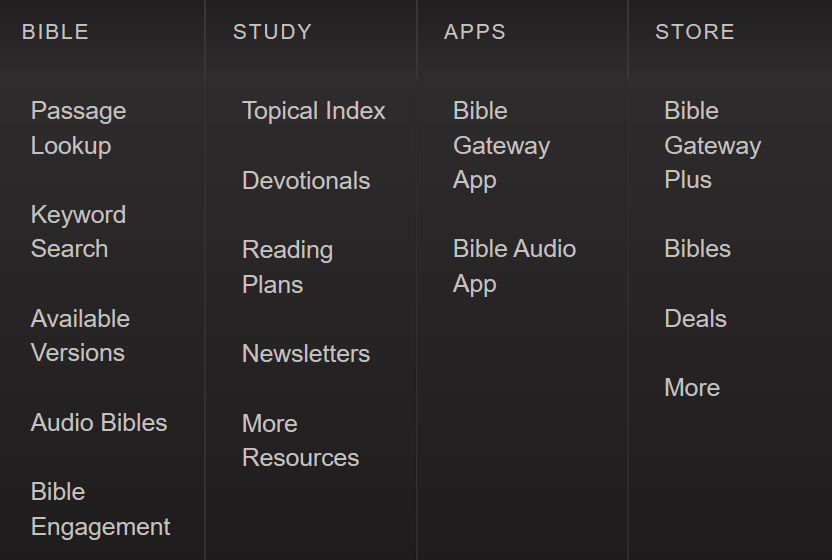 BIBLE
Passage
Lookup
Keyword
Search
Available
Versions
Audio Bibles
Bible
Engagement
STUDY
Topical Index
Devotionals
Reading
Plans
Newsletters
More
Resources
APPS
Bible
Gateway
App
Bible Audio
App
STORE
Bible
Gateway
Plus
Bibles
Deals
More